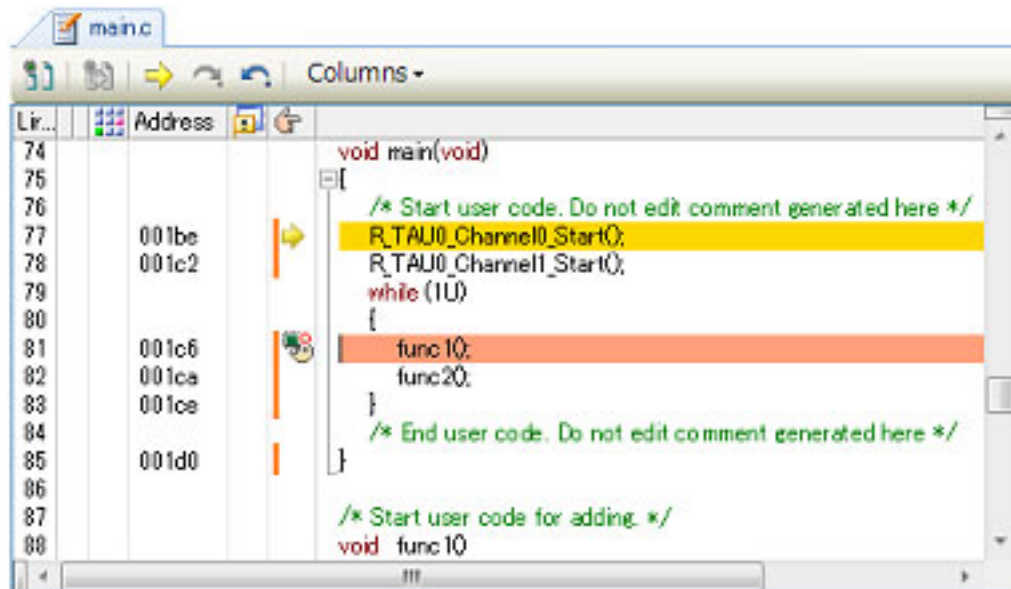 main.c
Columns
Lir... Address
74 void main(void)
75 {
76 /* Start user code. Do not edit comment generated here */
77 001be R_TAU0_Channel0_Start();
78 001c2 R_TAU0_Channel1_Start();
79 while (1U)
80 {
81 001c6 func1();
82 001ca func2();
83 001ce }
84 /* End user code. Do not edit comment generated here */
85 001d0 }
86
87 /* Start user code for adding. */
88 void func1()